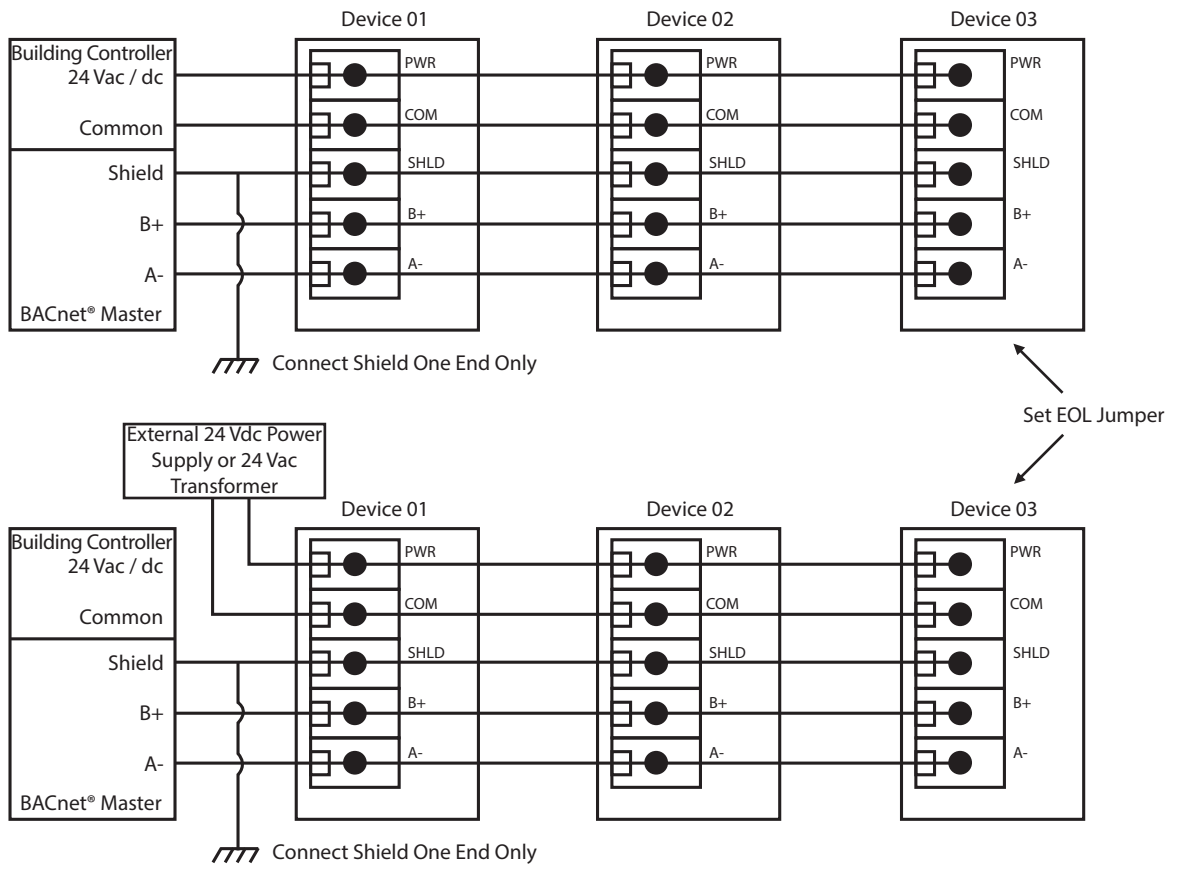 Device 01
Device 02
Device 03
Building Controller
24 Vac / dc
Common
Shield
B+
A-
BACnet® Master
PWR
COM
SHLD
B+
A-
PWR
COM
SHLD
B+
A-
PWR
COM
SHLD
B+
A-
Connect Shield One End Only
Set EOL Jumper
External 24 Vdc Power
Supply or 24 Vac
Transformer
Device 01
Device 02
Device 03
Building Controller
24 Vac / dc
Common
Shield
B+
A-
BACnet® Master
PWR
COM
SHLD
B+
A-
PWR
COM
SHLD
B+
A-
PWR
COM
SHLD
B+
A-
Connect Shield One End Only